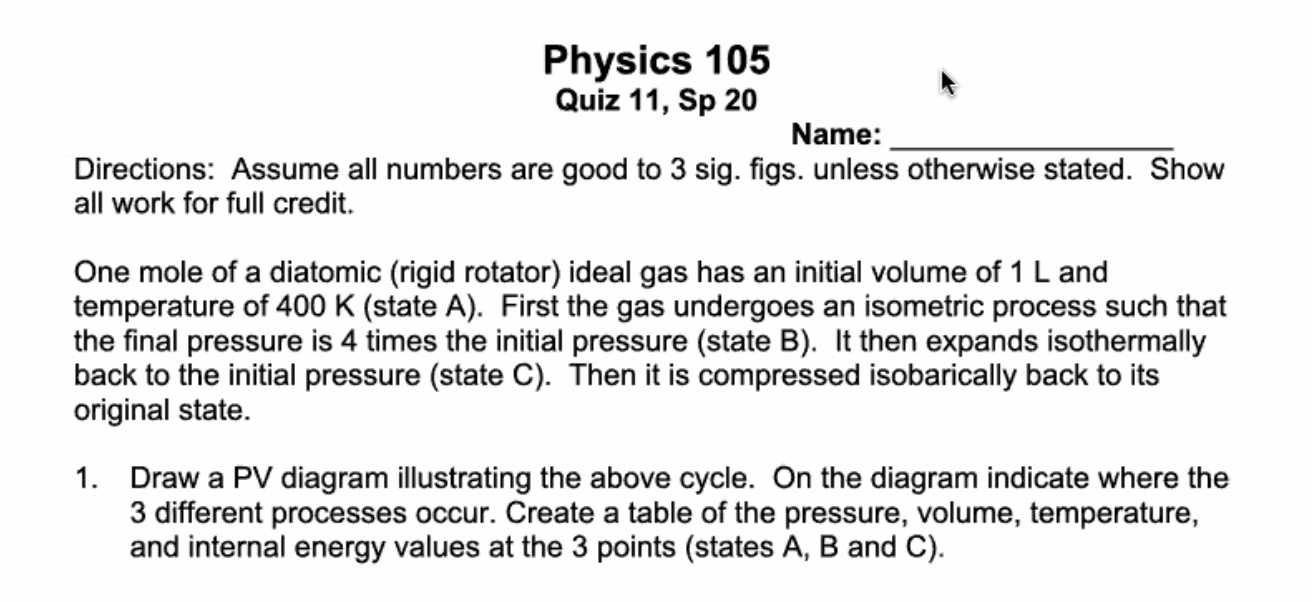 Physics 105
Quiz 11, Sp 20
Name:
Directions: Assume all numbers are good to 3 sig. figs. unless otherwise stated. Show
all work for full credit.
One mole of a diatomic (rigid rotator) ideal gas has an initial volume of 1 L and
temperature of 400 K (state A). First the gas undergoes an isometric process such that
the final pressure is 4 times the initial pressure (state B). It then expands isothermally
back to the initial pressure (state C). Then it is compressed isobarically back to its
original state.
1. Draw a PV diagram illustrating the above cycle. On the diagram indicate where the
3 different processes occur. Create a table of the pressure, volume, temperature,
and internal energy values at the 3 points (states A, B and C).